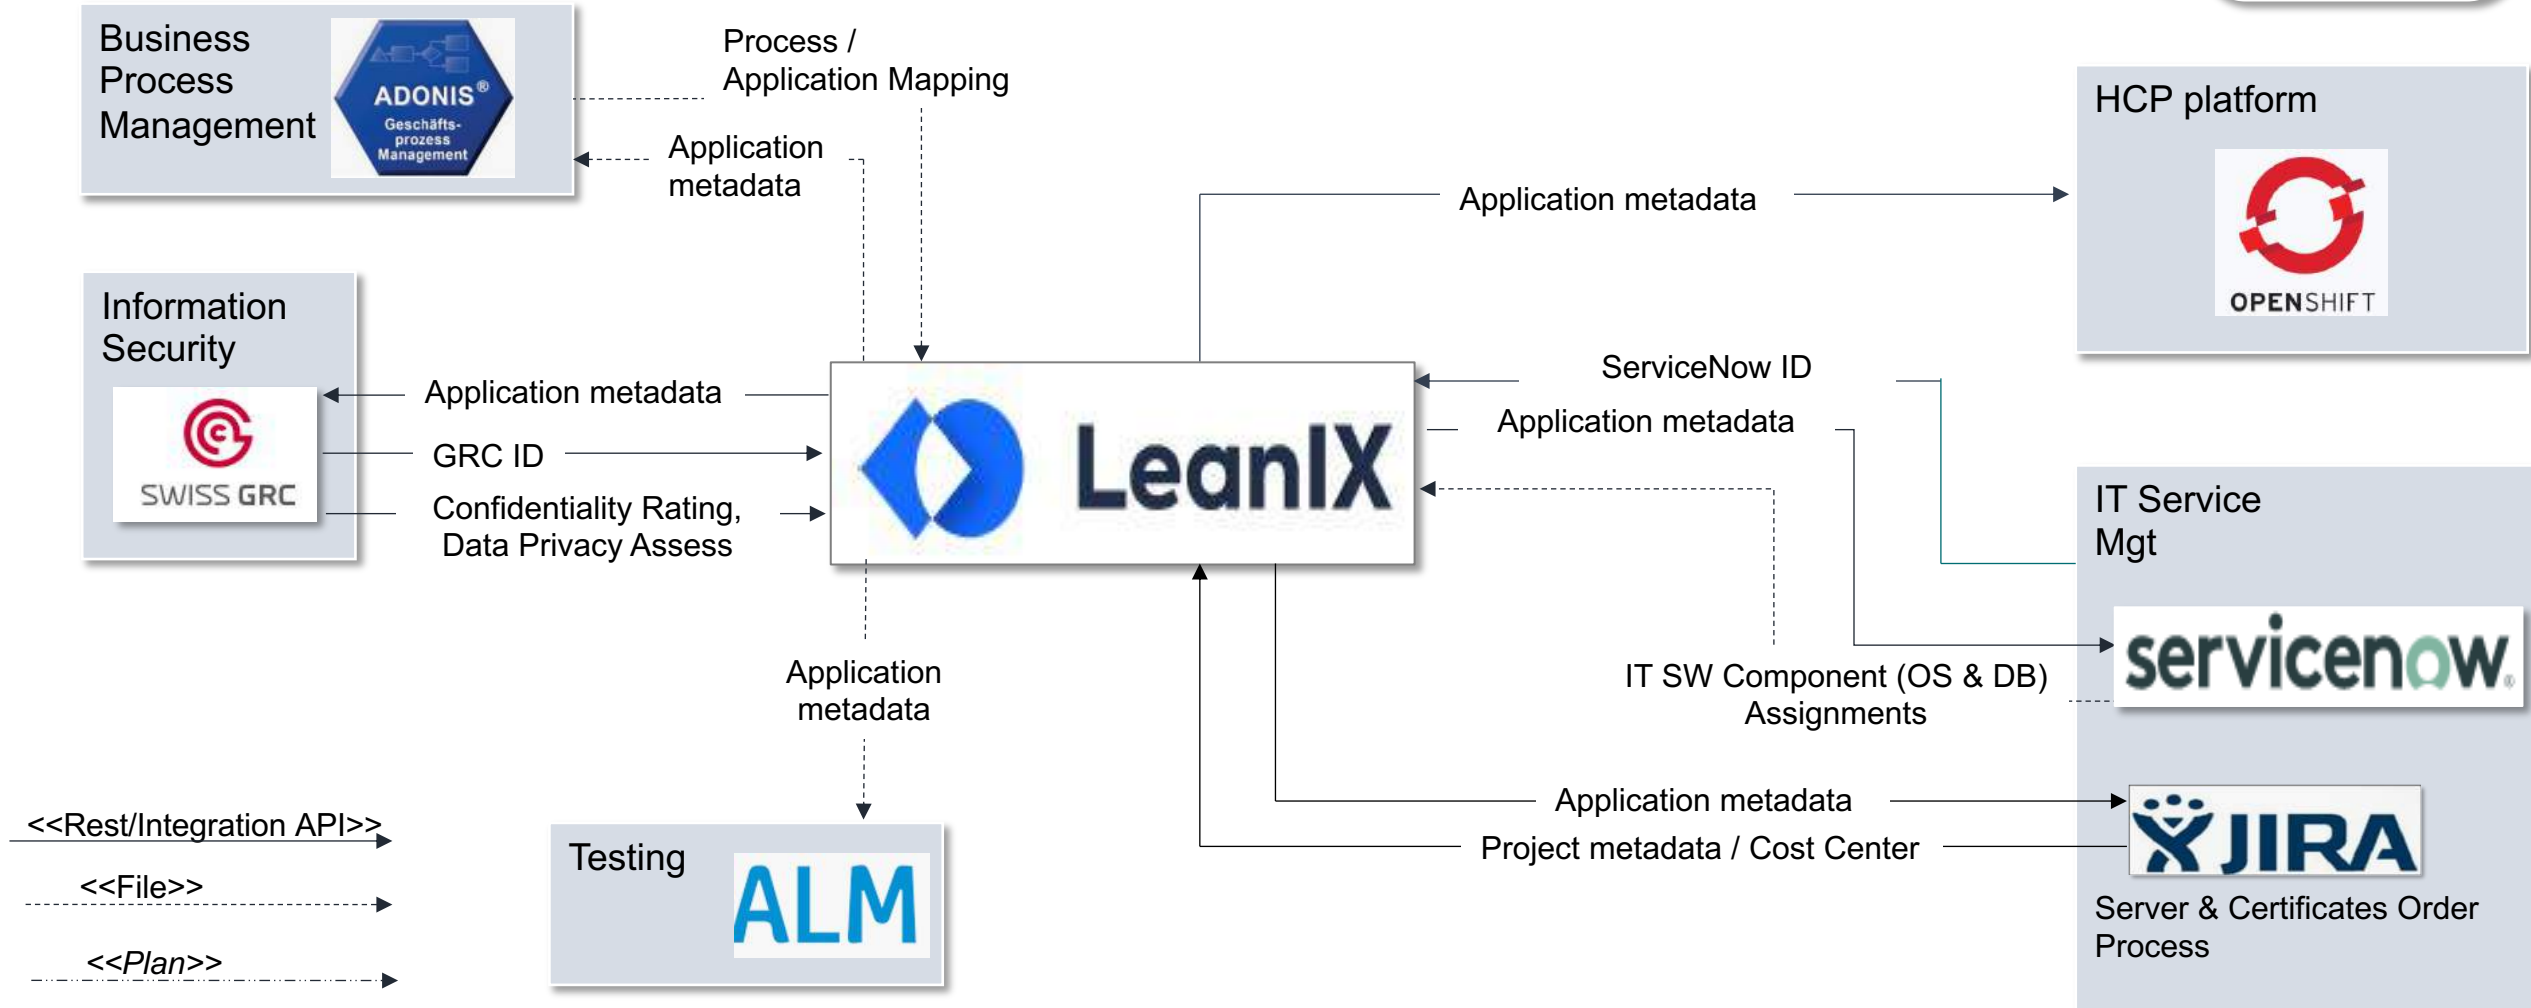 Business
Process
Management
ADONIS®
Geschäfts-
prozess
Management
Process /
Application Mapping
Application
metadata
HCP platform
OPENSHIFT
Application metadata
Information
Security
SWISS GRC
Application metadata
GRC ID
Confidentiality Rating,
Data Privacy Assess
LeanIX
ServiceNow ID
Application metadata
IT Service
Mgt
servicenow®
IT SW Component (OS & DB)
Assignments
Application
metadata
Application metadata
Project metadata / Cost Center
JIRA
Server & Certificates Order
Process
Testing
ALM
<<Rest/Integration API>>
<<File>>
<<Plan>>